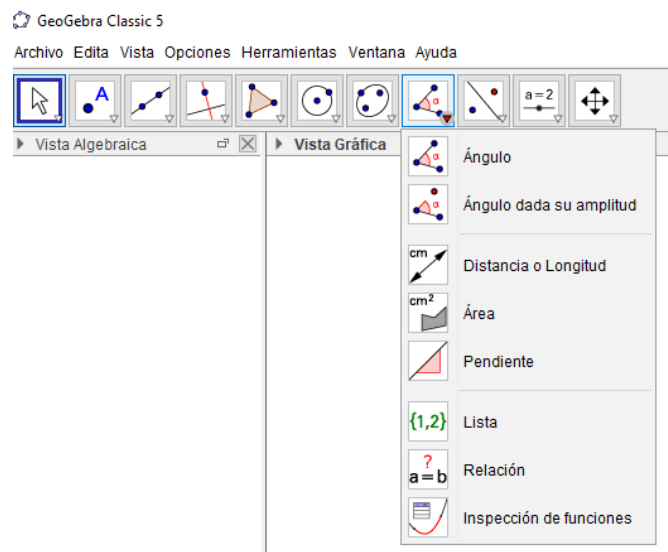 GeoGebra Classic 5
Archivo Edita Vista Opciones Herramientas Ventana Ayuda
A α a = 2
Vista Algebraica Vista Gráfica
α Ángulo
α Ángulo dada su amplitud
cm Distancia o Longitud
cm² Área
Pendiente
{1,2} Lista
? a = b Relación
Inspección de funciones